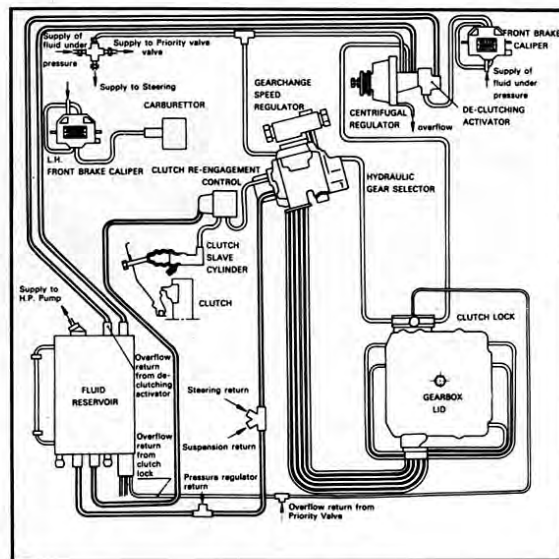 Supply of
fluid under
pressure
Supply to Priority valve
valve
Supply to Steering
CARBURETTOR
L.H.
FRONT BRAKE CALIPER
GEARCHANGE
SPEED
REGULATOR
CENTRIFUGAL
REGULATOR
overflow
FRONT BRAKE
CALIPER
Supply of
fluid under
pressure
DE-CLUTCHING
ACTIVATOR
CLUTCH RE-ENGAGEMENT
CONTROL
HYDRAULIC
GEAR SELECTOR
CLUTCH
SLAVE
CYLINDER
CLUTCH
Supply to
H.P. Pump
FLUID
RESERVOIR
Overflow
return
from de-
clutching
activator
Overflow
return
from
clutch
lock
Steering return
Suspension return
Pressure regulator
return
Overflow return from
Priority Valve
CLUTCH LOCK
GEARBOX
LID